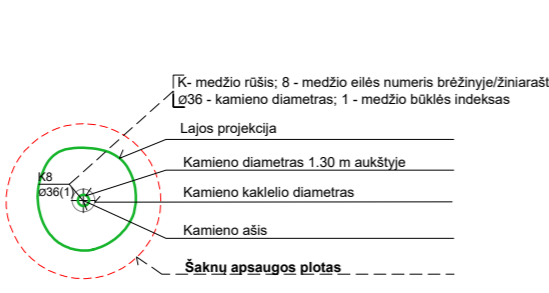 K- medžio rūšis; 8 - medžio eilės numeris brėžinyje/žiniarašt
Ø36 - kamieno diametras; 1 - medžio būklės indeksas
Lajos projekcija
Kamieno diametras 1.30 m aukštyje
K8
Ø36(1)
Kamieno kaklelio diametras
Kamieno ašis
Šaknų apsaugos plotas